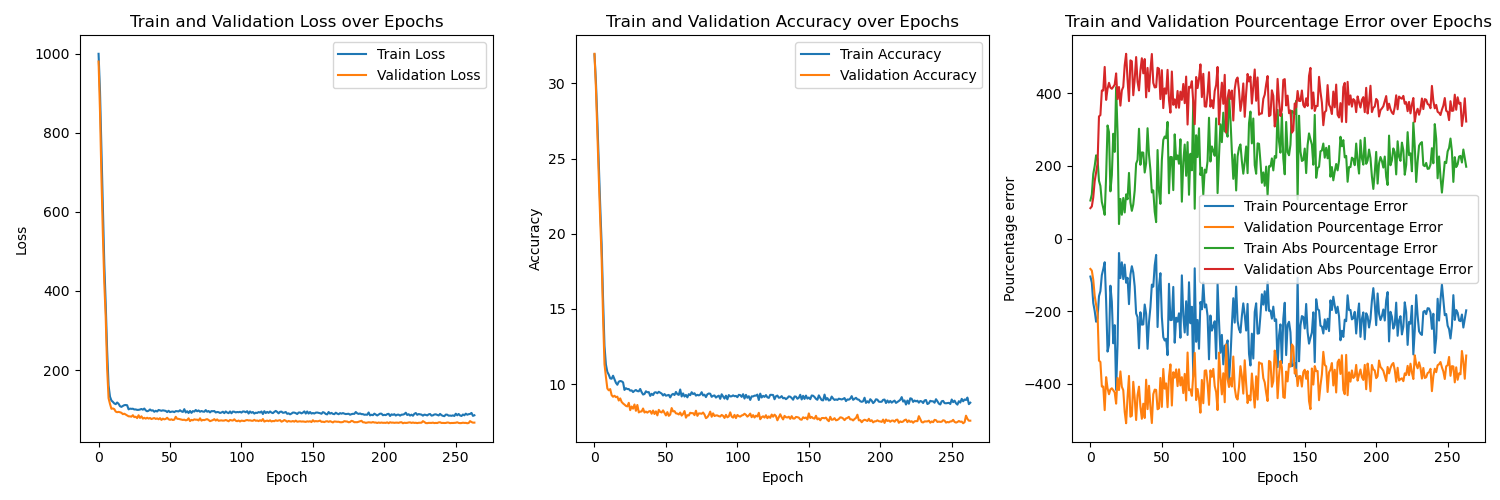 Train and Validation Loss over Epochs
Loss
1000
800
600
400
200
0
50
100
150
200
250
Epoch
Train Loss
Validation Loss
Train and Validation Accuracy over Epochs
Accuracy
30
25
20
15
10
0
50
100
150
200
250
Epoch
Train Accuracy
Validation Accuracy
Train and Validation Pourcentage Error over Epochs
Pourcentage error
400
200
0
−200
−400
0
50
100
150
200
250
Epoch
Train Pourcentage Error
Validation Pourcentage Error
Train Abs Pourcentage Error
Validation Abs Pourcentage Error